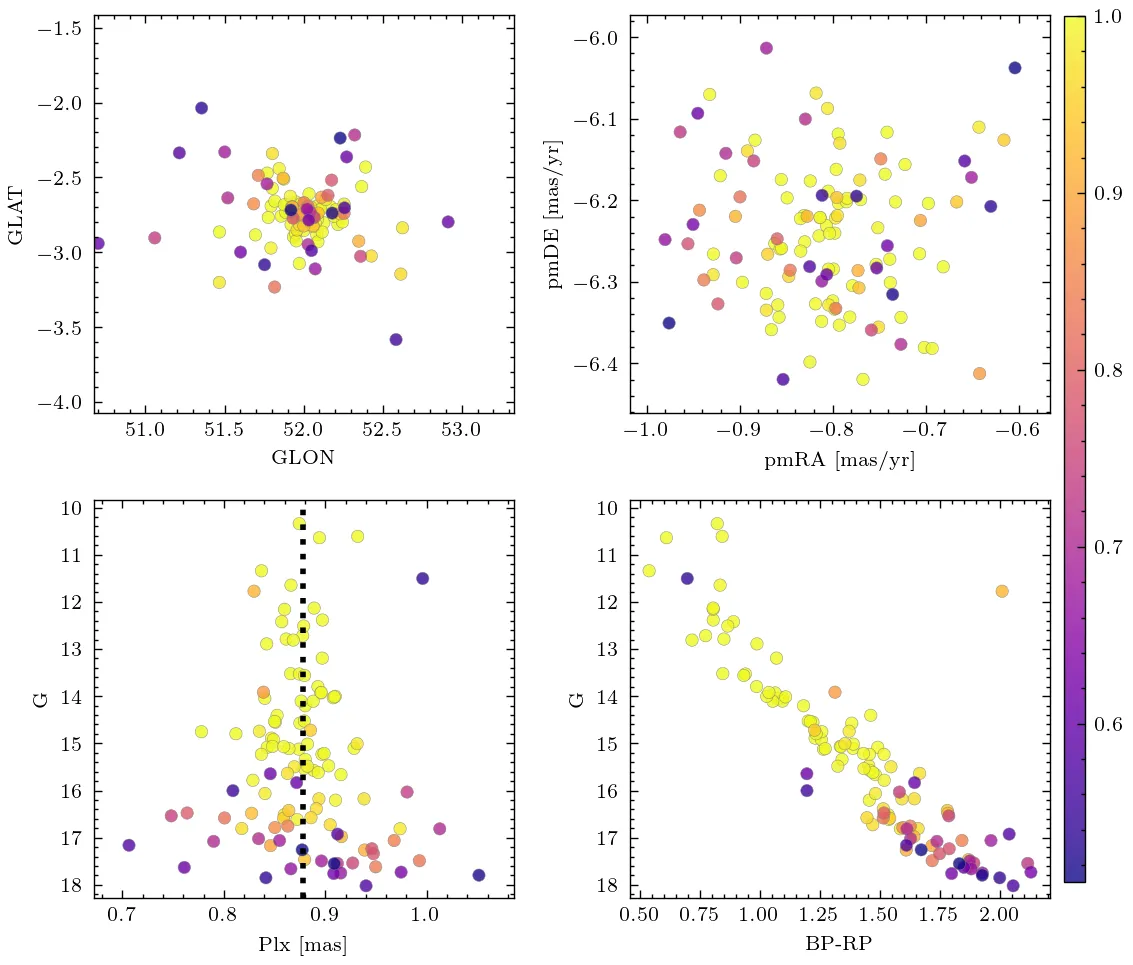 −1.5
−2.0
−2.5
−3.0
−3.5
−4.0
GLAT
51.0 51.5 52.0 52.5 53.0
GLON
−6.0
−6.1
−6.2
−6.3
−6.4
pmDE [mas/yr]
−1.0 −0.9 −0.8 −0.7 −0.6
pmRA [mas/yr]
1.0
0.9
0.8
0.7
0.6
10
11
12
13
14
15
16
17
18
G
0.7 0.8 0.9 1.0
Plx [mas]
10
11
12
13
14
15
16
17
18
G
0.50 0.75 1.00 1.25 1.50 1.75 2.00
BP-RP